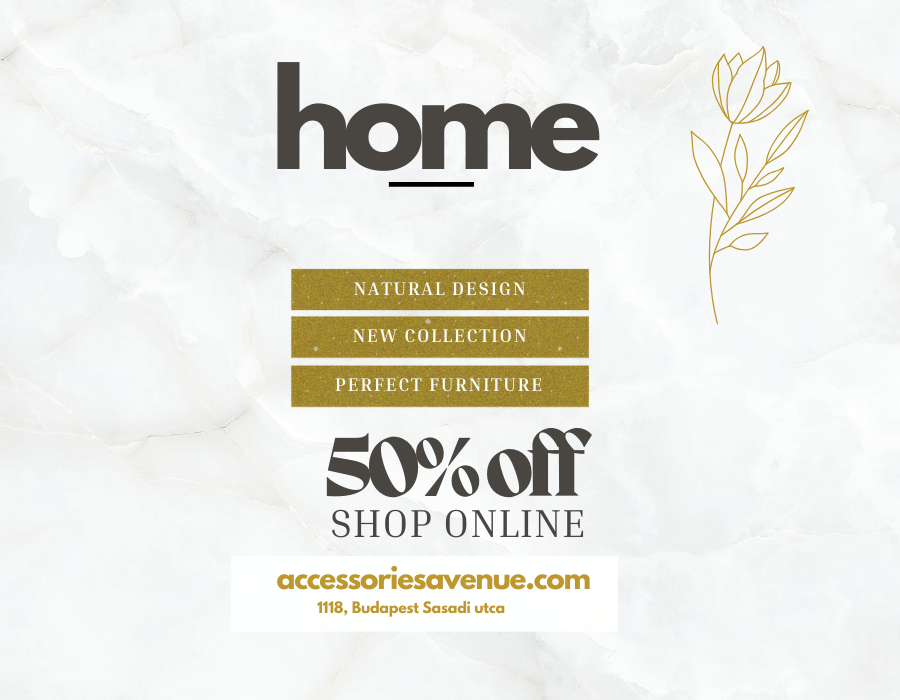 home
NATURAL DESIGN
NEW COLLECTION
PERFECT FURNITURE
50% off
SHOP ONLINE
accessoriesavenue.com
1118, Budapest Sasadi utca